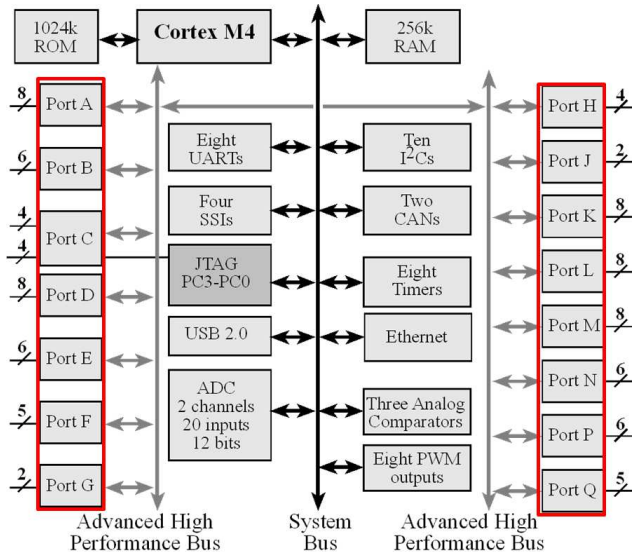 1024k
ROM
Cortex M4
256k
RAM
8
Port A
6
Port B
4
Port C
4
8
Port D
6
Port E
5
Port F
2
Port G
Eight
UARTs
Four
SSIs
JTAG
PC3-PC0
USB 2.0
ADC
2 channels
20 inputs
12 bits
Ten
I²Cs
Two
CANs
Eight
Timers
Ethernet
Three Analog
Comparators
Eight PWM
outputs
Port H
4
Port J
2
Port K
8
Port L
8
Port M
8
Port N
6
Port P
6
Port Q
5
Advanced High
Performance Bus
System
Bus
Advanced High
Performance Bus